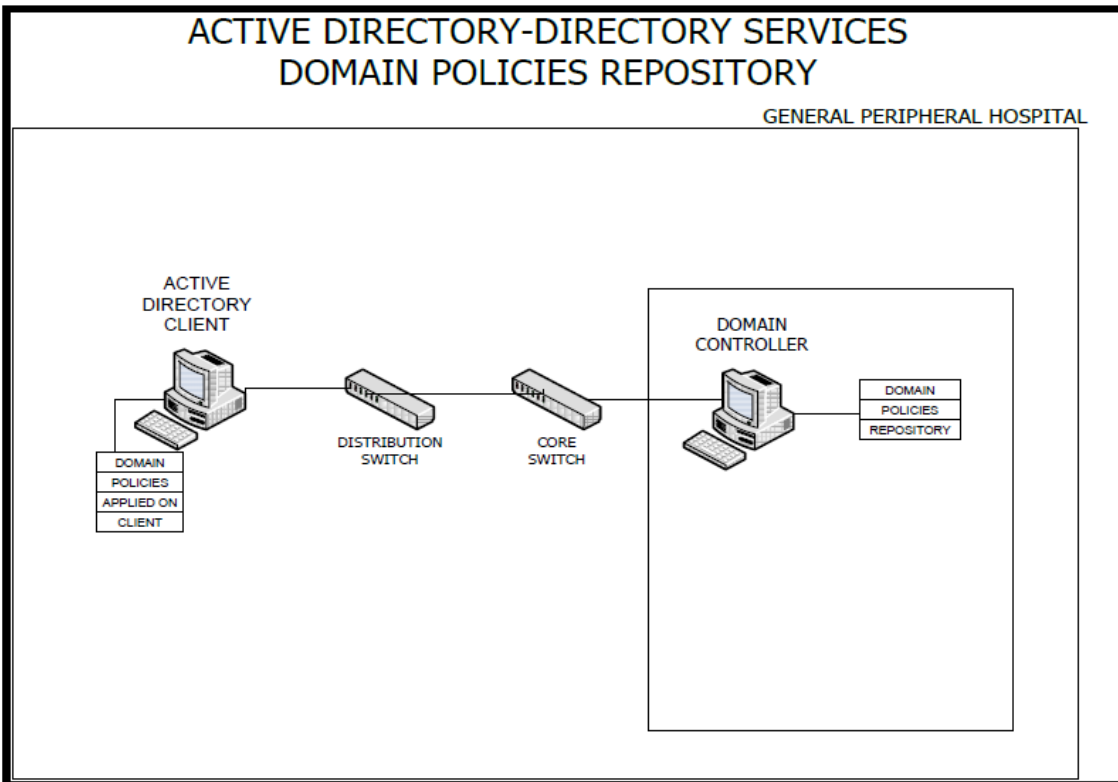 ACTIVE DIRECTORY-DIRECTORY SERVICES
DOMAIN POLICIES REPOSITORY
GENERAL PERIPHERAL HOSPITAL
ACTIVE
DIRECTORY
CLIENT
DOMAIN
POLICIES
APPLIED ON
CLIENT
DISTRIBUTION
SWITCH
CORE
SWITCH
DOMAIN
CONTROLLER
DOMAIN
POLICIES
REPOSITORY